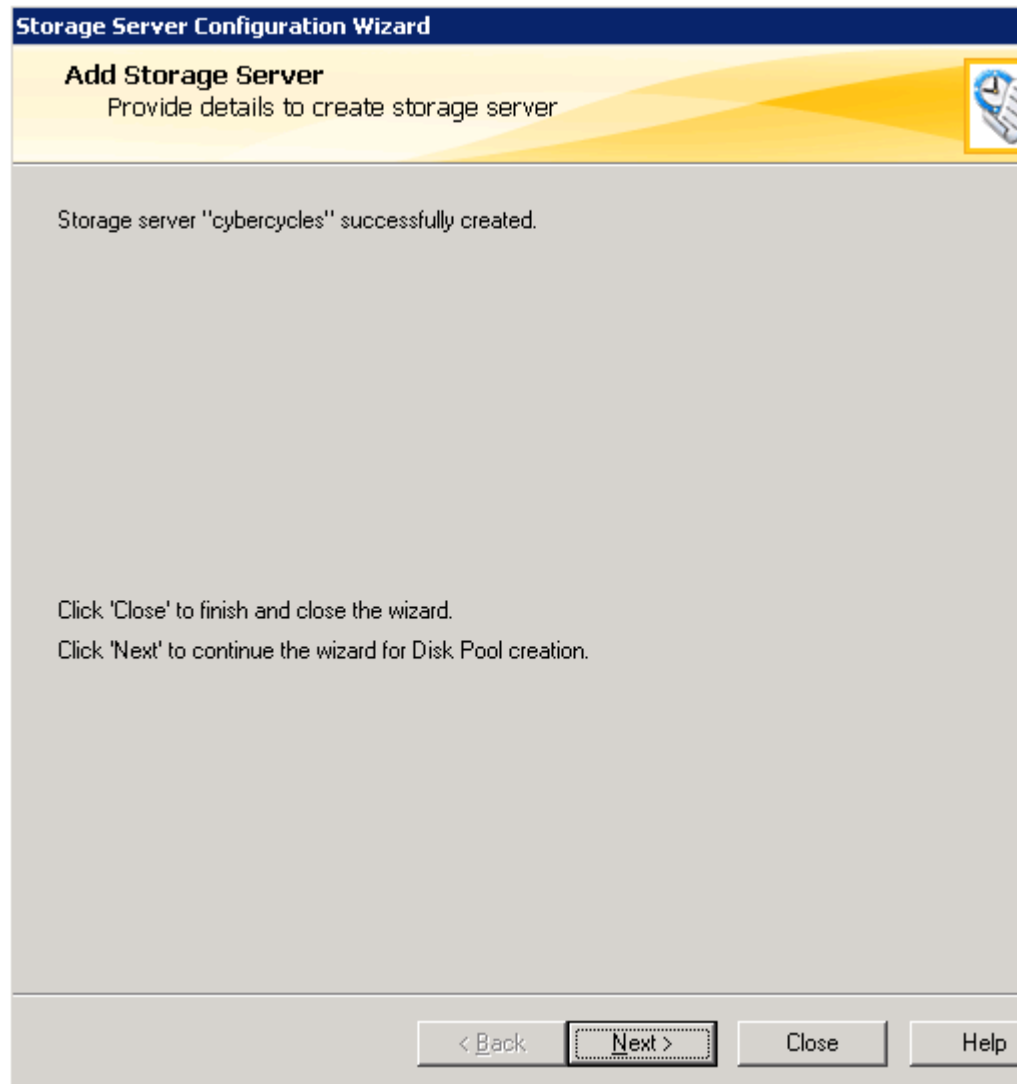 Storage Server Configuration Wizard
Add Storage Server
Provide details to create storage server
Storage server "cybercycles" successfully created.
Click 'Close' to finish and close the wizard.
Click 'Next' to continue the wizard for Disk Pool creation.
< Back Next > Close Help